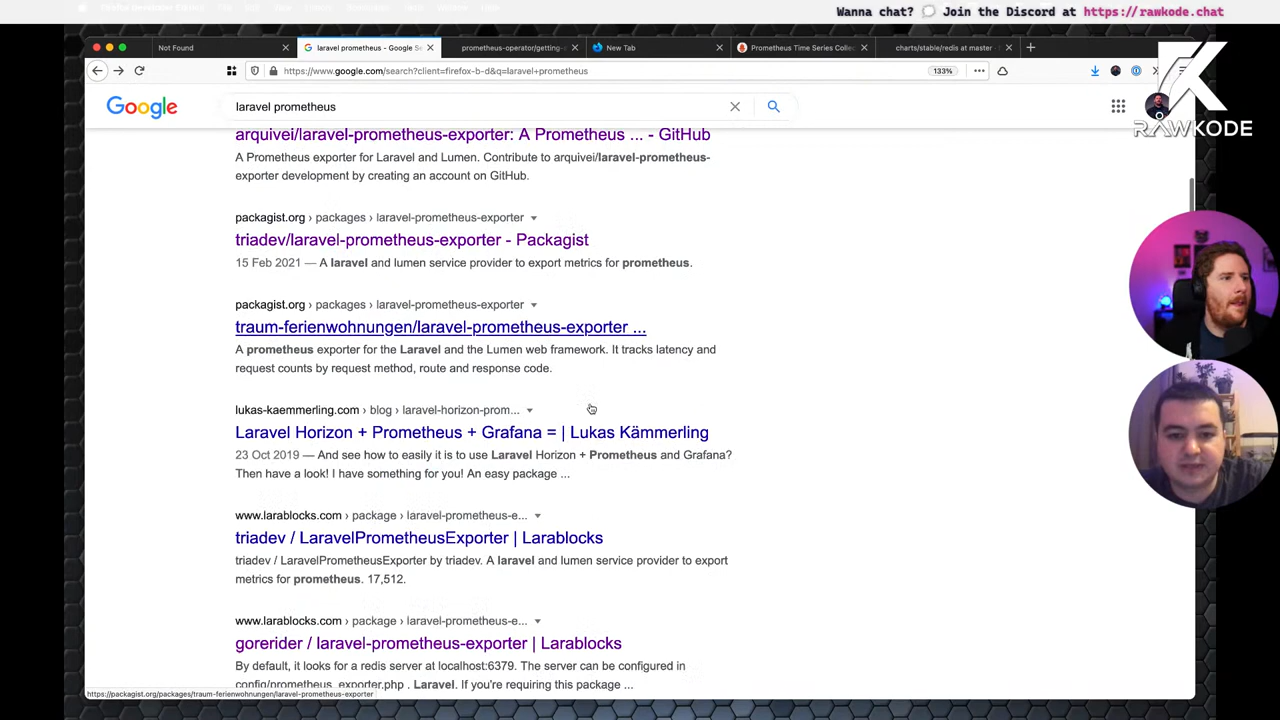 Wanna chat? 💬 Join the Discord at https://rawkode.chat
Not Found
laravel prometheus - Google Se
prometheus-operator/getting-s
New Tab
Prometheus Time Series Collec
charts/stable/redis at master ·
https://www.google.com/search?client=firefox-b-d&q=laravel+prometheus
133%
RAWKODE
Google
laravel prometheus
arquivei/laravel-prometheus-exporter: A Prometheus ... - GitHub
A Prometheus exporter for Laravel and Lumen. Contribute to arquivei/laravel-prometheus-
exporter development by creating an account on GitHub.
packagist.org › packages › laravel-prometheus-exporter
triadev/laravel-prometheus-exporter - Packagist
15 Feb 2021 — A laravel and lumen service provider to export metrics for prometheus.
packagist.org › packages › laravel-prometheus-exporter
traum-ferienwohnungen/laravel-prometheus-exporter ...
A prometheus exporter for the Laravel and the Lumen web framework. It tracks latency and
request counts by request method, route and response code.
lukas-kaemmerling.com › blog › laravel-horizon-prom...
Laravel Horizon + Prometheus + Grafana = | Lukas Kämmerling
23 Oct 2019 — And see how to easily it is to use Laravel Horizon + Prometheus and Grafana?
Then have a look! I have something for you! An easy package ...
www.larablocks.com › package › laravel-prometheus-e...
triadev / LaravelPrometheusExporter | Larablocks
triadev / LaravelPrometheusExporter by triadev. A laravel and lumen service provider to export
metrics for prometheus. 17,512.
www.larablocks.com › package › laravel-prometheus-e...
gorerider / laravel-prometheus-exporter | Larablocks
By default, it looks for a redis server at localhost:6379. The server can be configured in
config/prometheus_exporter.php . Laravel. If you're requiring this package ...
https://packagist.org/packages/traum-ferienwohnungen/laravel-prometheus-exporter